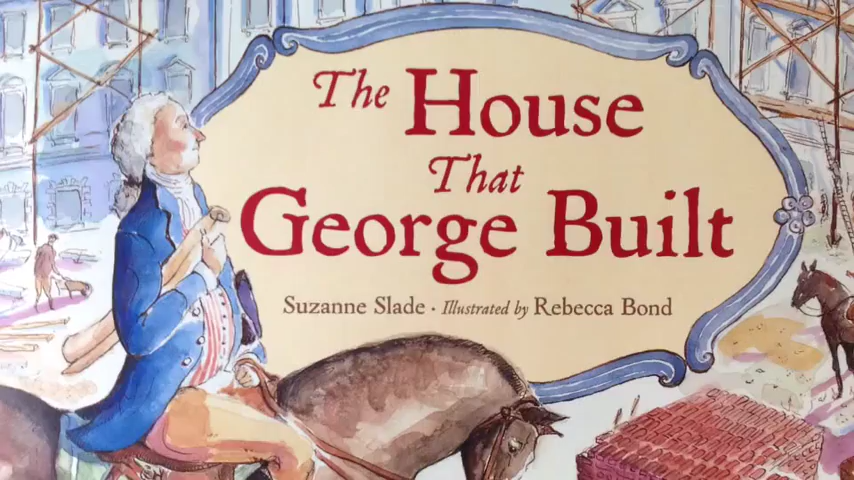 The House
That
George Built
Suzanne Slade · Illustrated by Rebecca Bond